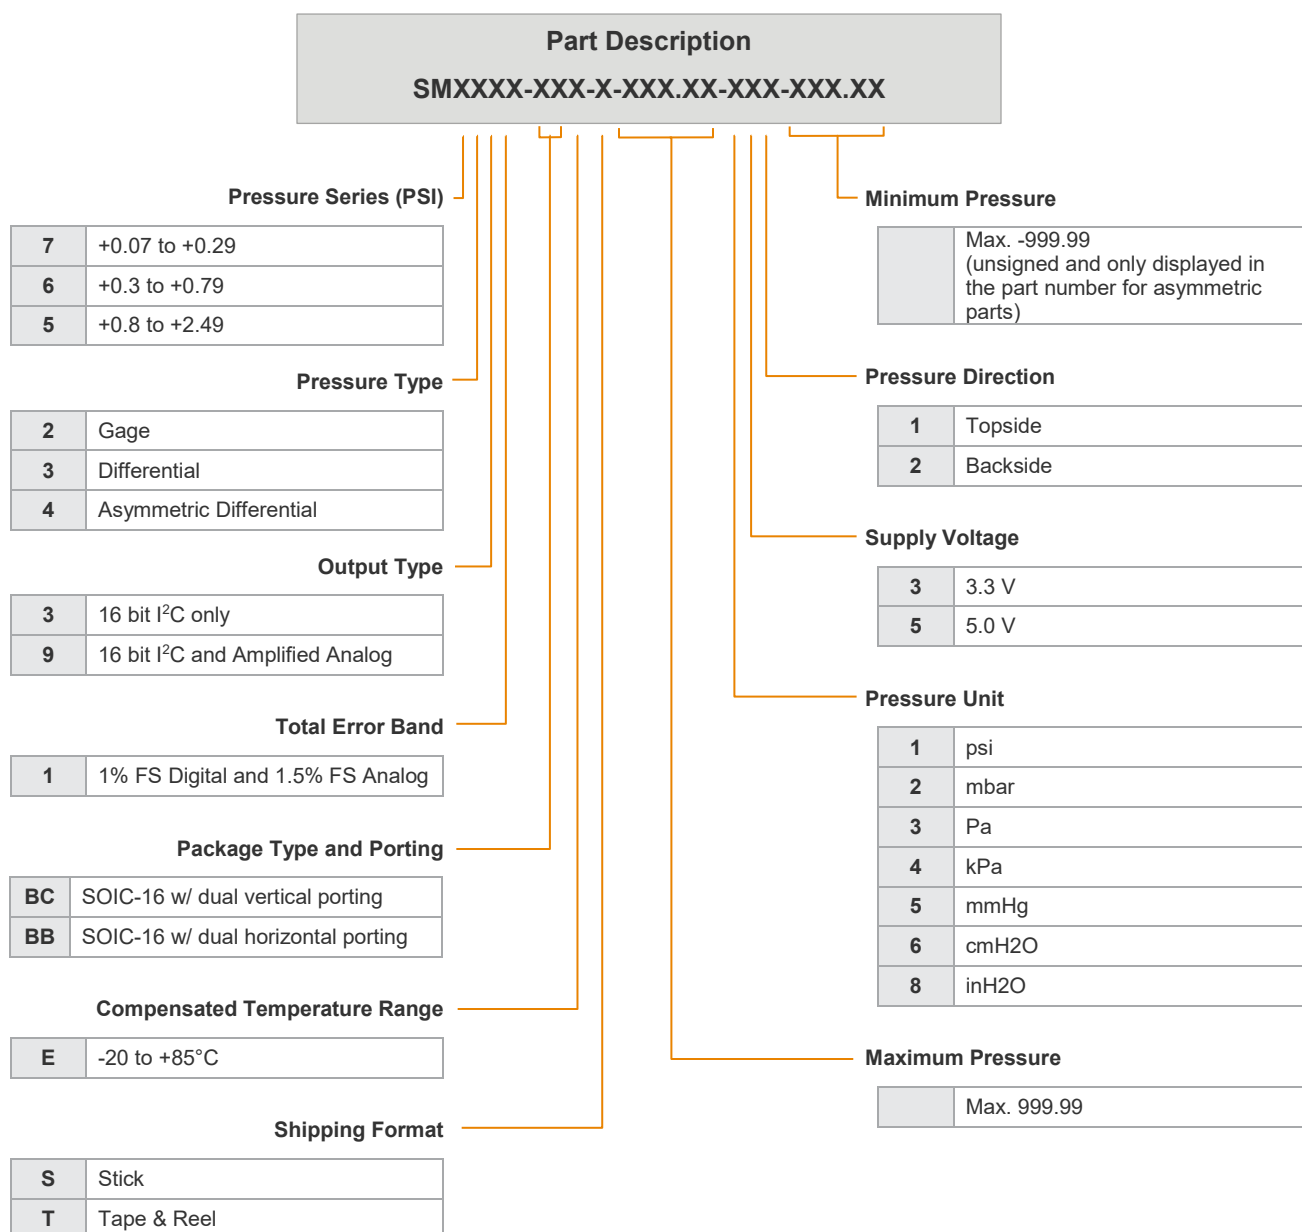 Part Description
SMXXXX-XXX-X-XXX.XX-XXX-XXX.XX
Pressure Series (PSI)
7 +0.07 to +0.29
6 +0.3 to +0.79
5 +0.8 to +2.49
Pressure Type
2 Gage
3 Differential
4 Asymmetric Differential
Output Type
3 16 bit I²C only
9 16 bit I²C and Amplified Analog
Total Error Band
1 1% FS Digital and 1.5% FS Analog
Package Type and Porting
BC SOIC-16 w/ dual vertical porting
BB SOIC-16 w/ dual horizontal porting
Compensated Temperature Range
E -20 to +85°C
Shipping Format
S Stick
T Tape & Reel
Minimum Pressure
Max. -999.99
(unsigned and only displayed in
the part number for asymmetric
parts)
Pressure Direction
1 Topside
2 Backside
Supply Voltage
3 3.3 V
5 5.0 V
Pressure Unit
1 psi
2 mbar
3 Pa
4 kPa
5 mmHg
6 cmH2O
8 inH2O
Maximum Pressure
Max. 999.99